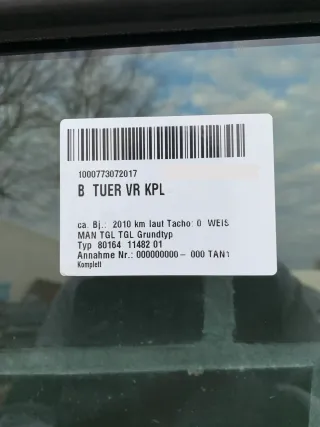 1000773072017
B TUER VR KPL
ca. Bj.: 2010 km laut Tacho: 0 WEIS
MAN TGL TGL Grundtyp
Typ 80164 11482 01
Annahme Nr.: 000000000 – 000 TAN1
Komplett